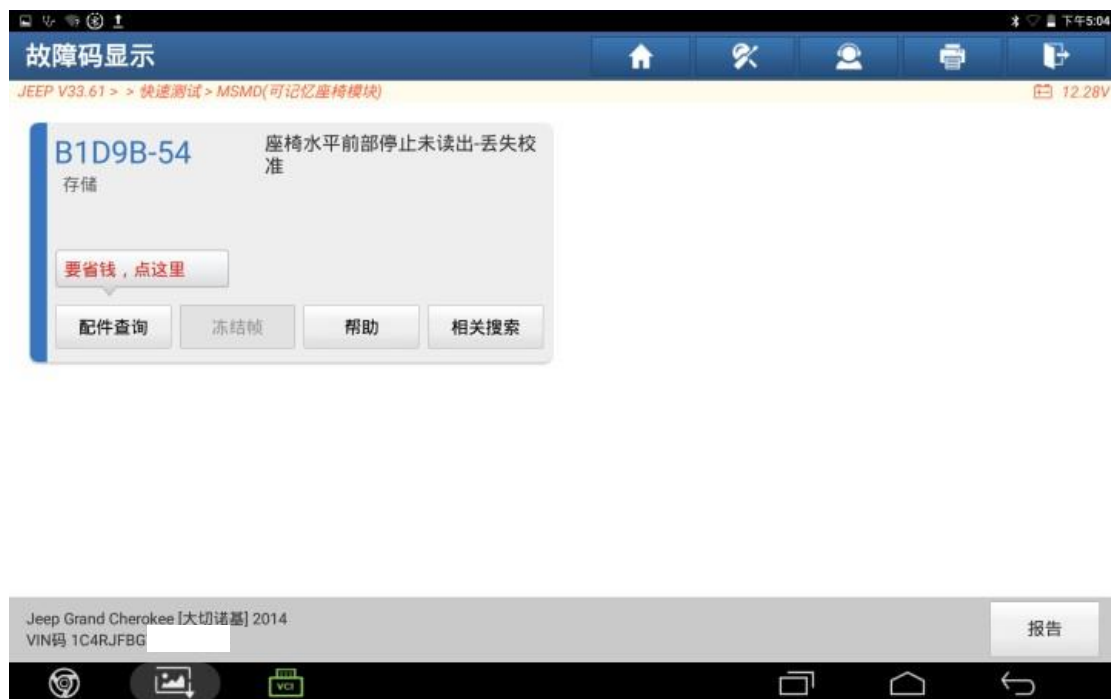 下午5:04
故障码显示
JEEP V33.61 > > 快速测试 > MSMD(可记忆座椅模块)
12.28V
B1D9B-54
座椅水平前部停止未读出-丢失校
准
存储
要省钱，点这里
配件查询
冻结帧
帮助
相关搜索
Jeep Grand Cherokee [大切诺基] 2014
VIN码 1C4RJFBG
报告
VCI